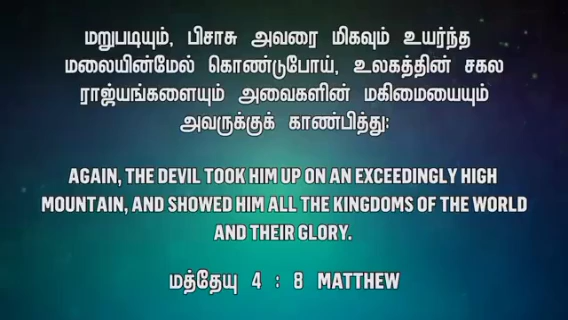 மறுபடியும், பிசாசு அவரை மிகவும் உயர்ந்த
மலையின்மேல் கொண்டுபோய், உலகத்தின் சகல
ராஜ்யங்களையும் அவைகளின் மகிமையையும்
அவருக்குக் காண்பித்து:
AGAIN, THE DEVIL TOOK HIM UP ON AN EXCEEDINGLY HIGH
MOUNTAIN, AND SHOWED HIM ALL THE KINGDOMS OF THE WORLD
AND THEIR GLORY.
மத்தேயு 4 : 8 MATTHEW